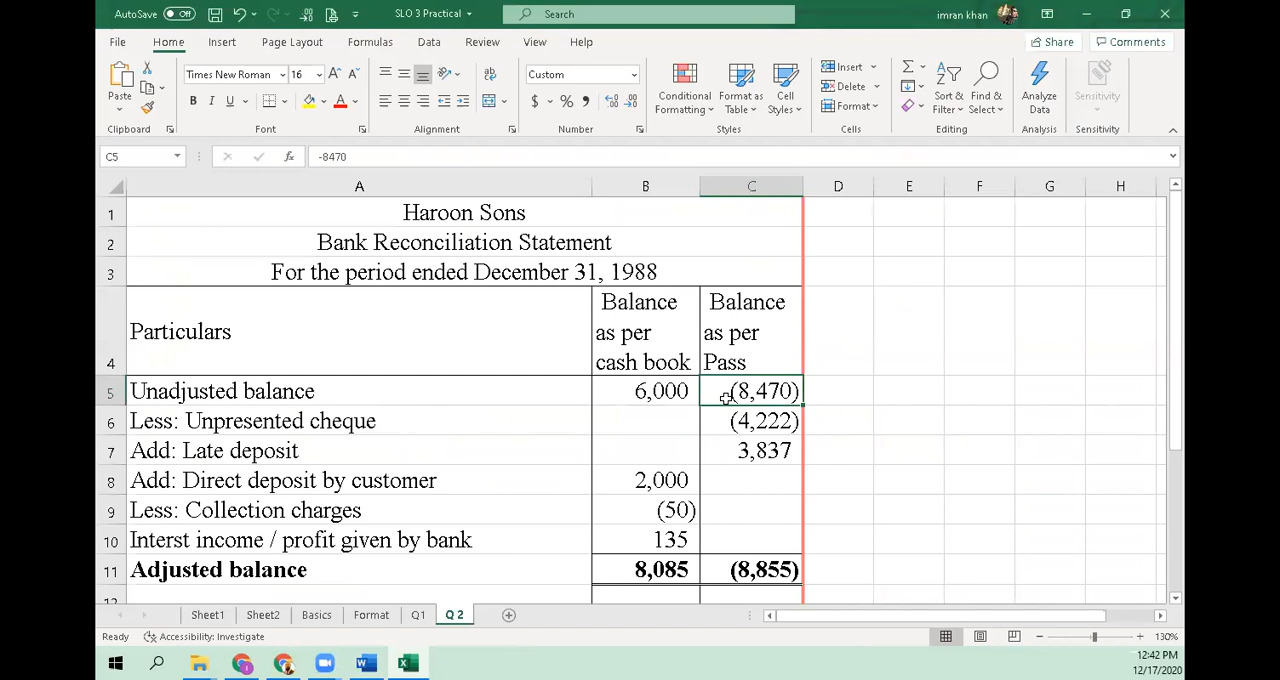 AutoSave Off SLO 3 Practical Search imran khan
File Home Insert Page Layout Formulas Data Review View Help Share Comments
Paste Times New Roman 16 A A ab Custom Insert Σ
B I U A $ % , Conditional Formatting Format as Table Cell Styles Delete Sort & Filter Find & Select Analyze Data Sensitivity
Format
Clipboard Font Alignment Number Styles Cells Editing Analysis Sensitivity
C5 fx -8470
A B C D E F G H
1 Haroon Sons
2 Bank Reconciliation Statement
3 For the period ended December 31, 1988
4 Particulars Balance as per cash book Balance as per Pass
5 Unadjusted balance 6,000 (8,470)
6 Less: Unpresented cheque (4,222)
7 Add: Late deposit 3,837
8 Add: Direct deposit by customer 2,000
9 Less: Collection charges (50)
10 Interst income / profit given by bank 135
11 Adjusted balance 8,085 (8,855)
12
Sheet1 Sheet2 Basics Format Q1 Q 2
Ready Accessibility: Investigate 130%
12:42 PM
12/17/2020